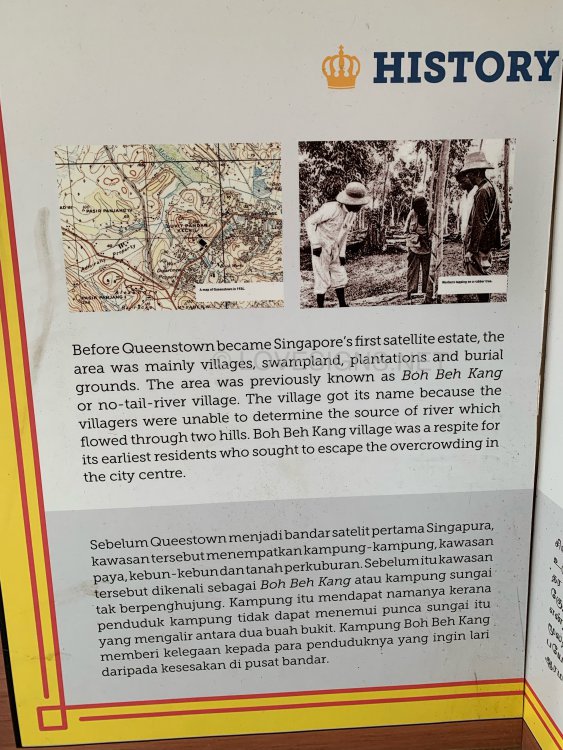 HISTORY
PASIR PANJANG
PASIR PANJANG
A map of Queenstown in 1924.
Workers tapping on a rubber tree.
Before Queenstown became Singapore's first satellite estate, the
area was mainly villages, swampland, plantations and burial
grounds. The area was previously known as Boh Beh Kang
or no-tail-river village. The village got its name because the
villagers were unable to determine the source of river which
flowed through two hills. Boh Beh Kang village was a respite for
its earliest residents who sought to escape the overcrowding in
the city centre.
Sebelum Queestown menjadi bandar satelit pertama Singapura,
kawasan tersebut menempatkan kampung-kampung, kawasan
paya, kebun-kebun dan tanah perkuburan. Sebelum itu kawasan
tersebut dikenali sebagai Boh Beh Kang atau kampung sungai
tak berpenghujung. Kampung itu mendapat namanya kerana
penduduk kampung tidak dapat menemui punca sungai itu
yang mengalir antara dua buah bukit. Kampung Boh Beh Kang
memberi kelegaan kepada para penduduknya yang ingin lari
daripada kesesakan di pusat bandar.